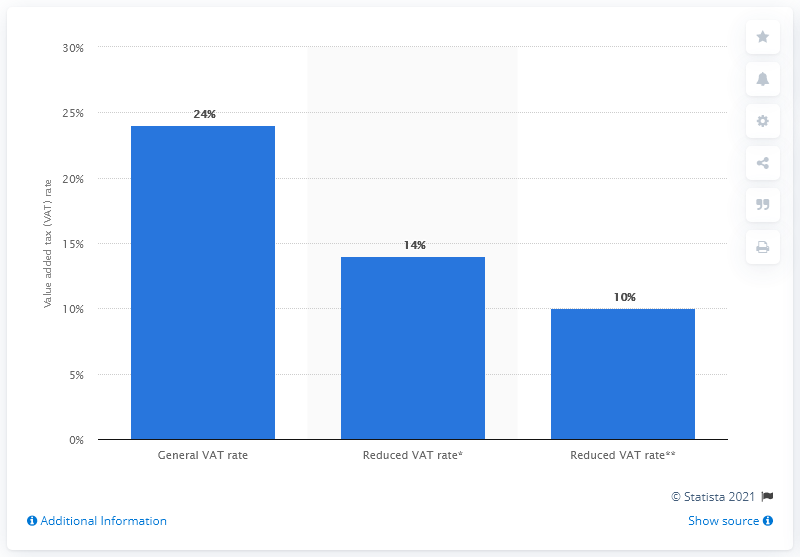 30%
25%
20%
15%
10%
5%
0%
Value added tax (VAT) rate
24%
14%
10%
General VAT rate
Reduced VAT rate*
Reduced VAT rate**
© Statista 2021
Additional Information
Show source